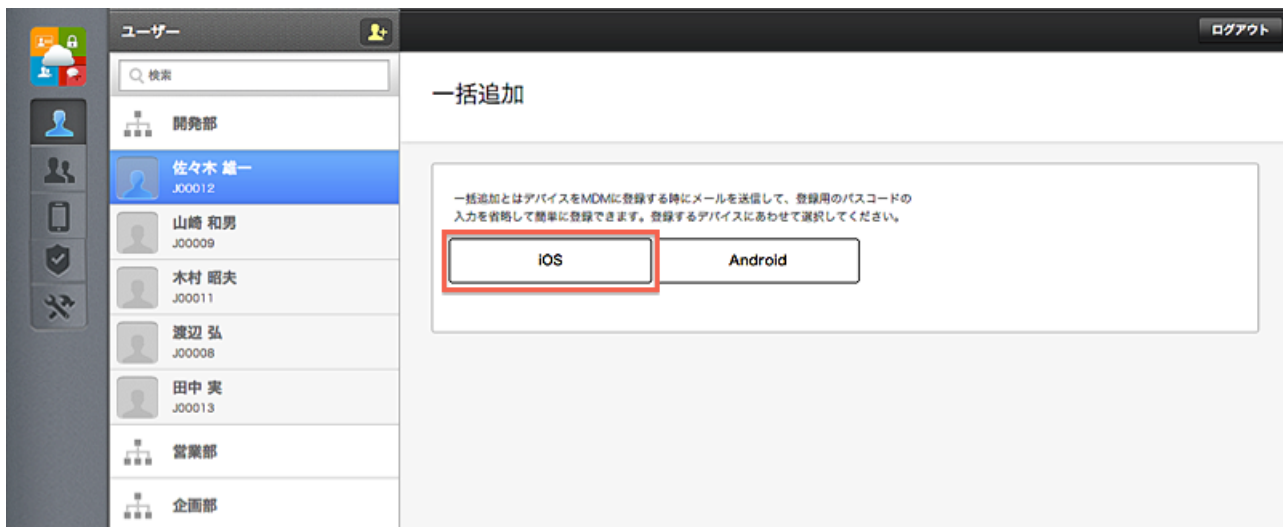 ユーザー
ログアウト
検索
一括追加
開発部
佐々木 雄一
J00012
山崎 和男
J00009
木村 昭夫
J00011
渡辺 弘
J00008
田中 実
J00013
営業部
企画部
一括追加とはデバイスをMDMに登録する時にメールを送信して、登録用のパスコードの
入力を省略して簡単に登録できます。登録するデバイスにあわせて選択してください。
iOS
Android